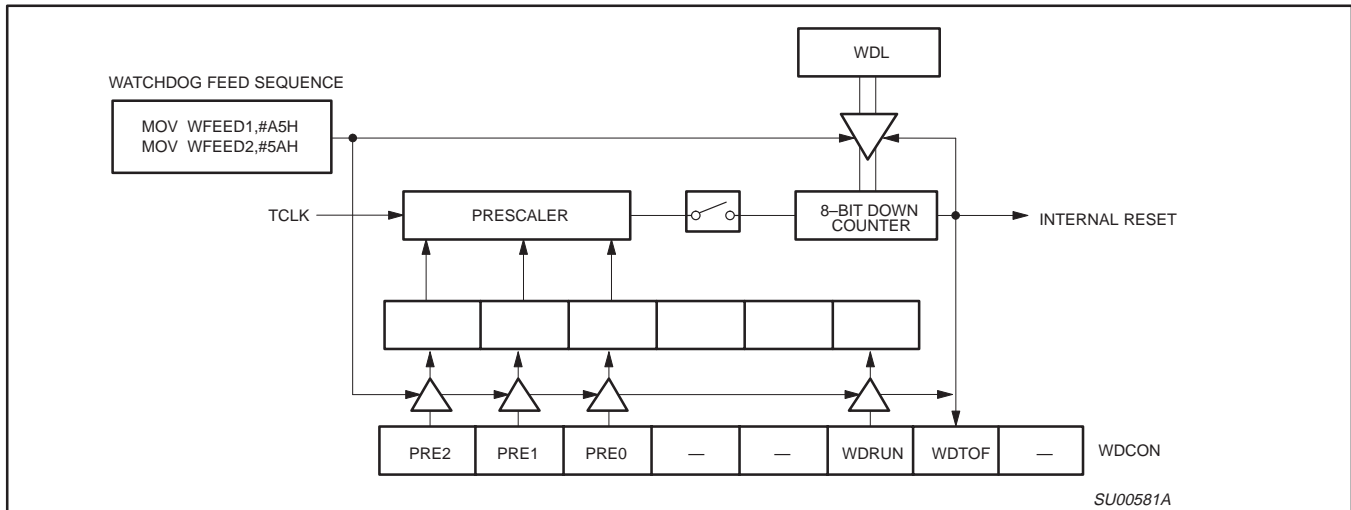 WDL
WATCHDOG FEED SEQUENCE
MOV WFEED1,#A5H
MOV WFEED2,#5AH
TCLK
PRESCALER
8–BIT DOWN
COUNTER
INTERNAL RESET
PRE2 PRE1 PRE0 — — WDRUN WDTOF — WDCON
SU00581A